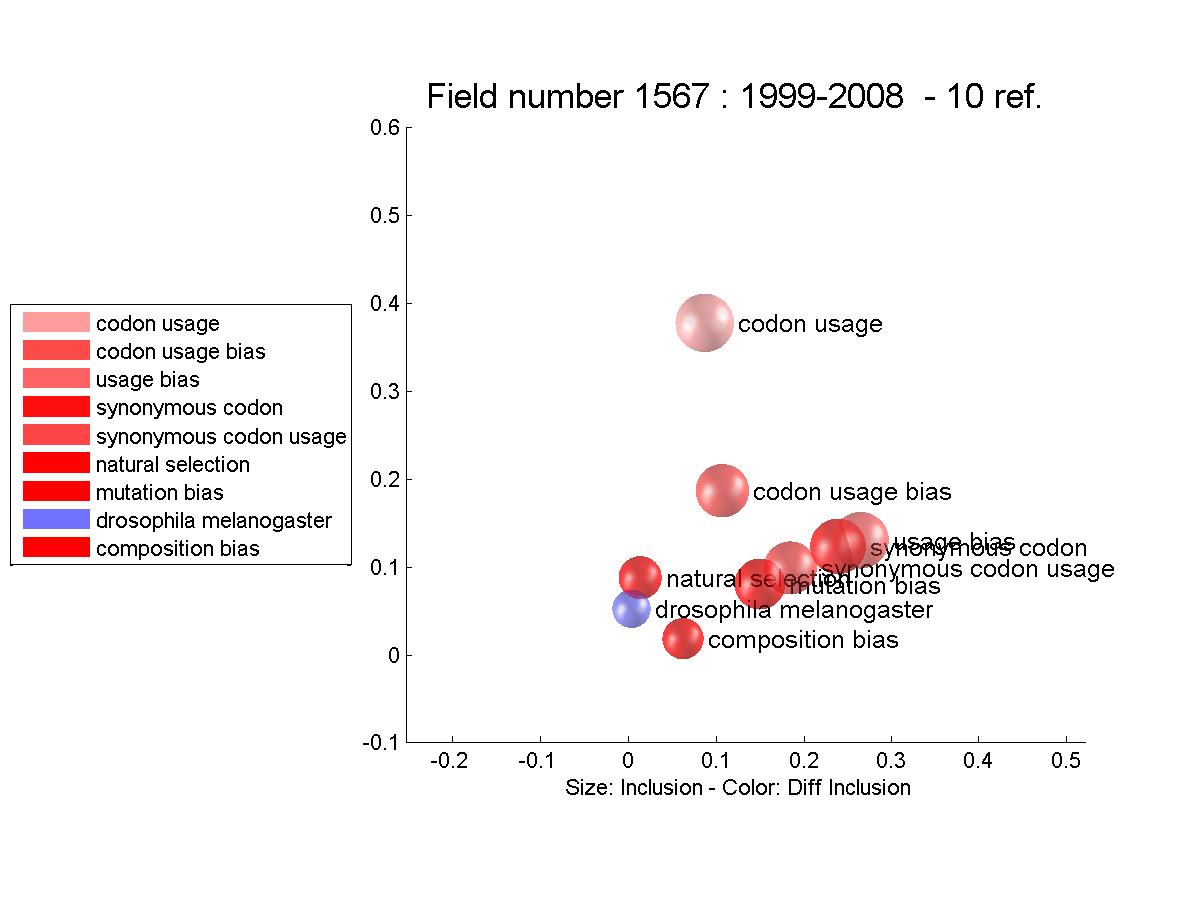 Field number 1567 : 1999-2008  - 10 ref.
0.6
0.5
0.4
0.3
0.2
0.1
0
-0.1
codon usage
codon usage bias
usage bias
synonymous codon
synonymous codon usage
natural selection
mutation bias
drosophila melanogaster
composition bias
codon usage
codon usage bias
usage bias
synonymous codon
synonymous codon usage
natural selection
mutation bias
drosophila melanogaster
composition bias
-0.2 -0.1 0 0.1 0.2 0.3 0.4 0.5
Size: Inclusion - Color: Diff Inclusion